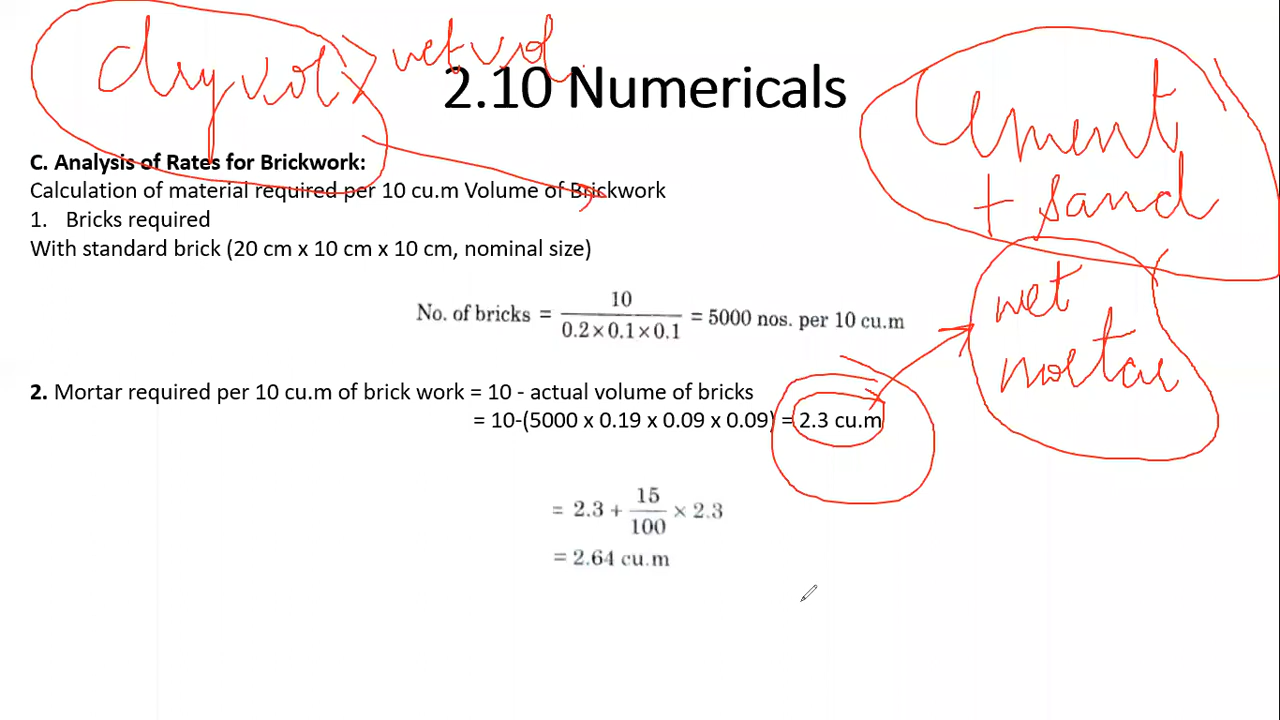 dry vol > wet vol
2.10 Numericals
cement
+ sand
C. Analysis of Rates for Brickwork:
Calculation of material required per 10 cu.m Volume of Brickwork
1. Bricks required
With standard brick (20 cm x 10 cm x 10 cm, nominal size)
wet
mortar
No. of bricks = 10 / 0.2×0.1×0.1 = 5000 nos. per 10 cu.m
2. Mortar required per 10 cu.m of brick work = 10 - actual volume of bricks
= 10-(5000 x 0.19 x 0.09 x 0.09) = 2.3 cu.m
= 2.3 + 15/100 × 2.3
= 2.64 cu.m